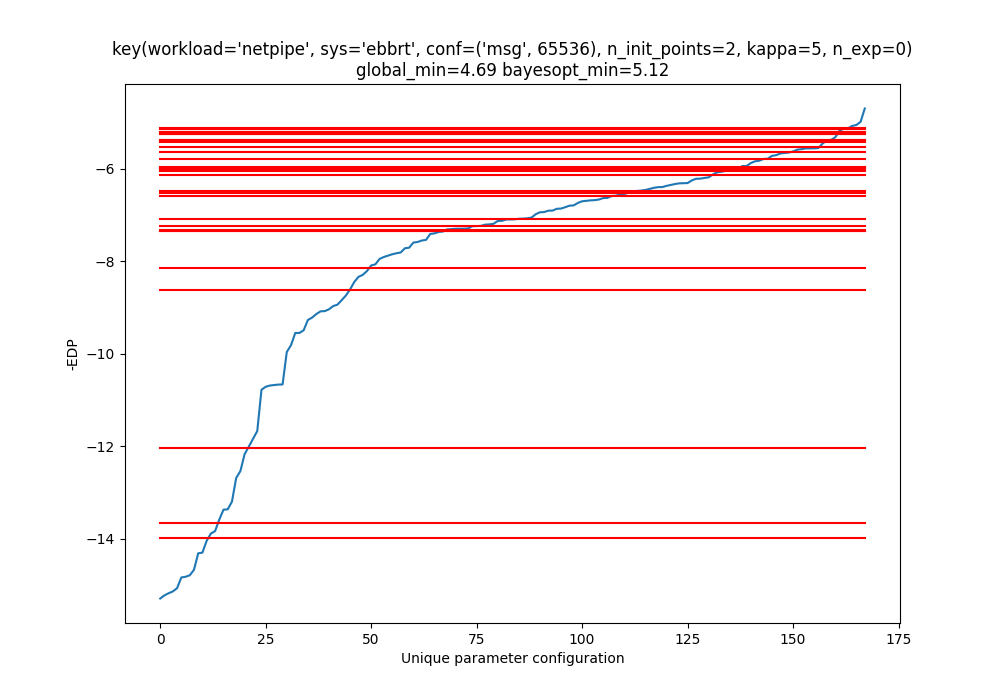 key(workload='netpipe', sys='ebbrt', conf=('msg', 65536), n_init_points=2, kappa=5, n_exp=0)
global_min=4.69 bayesopt_min=5.12
−6
−8
−10
−12
−14
-EDP
0 25 50 75 100 125 150 175
Unique parameter configuration